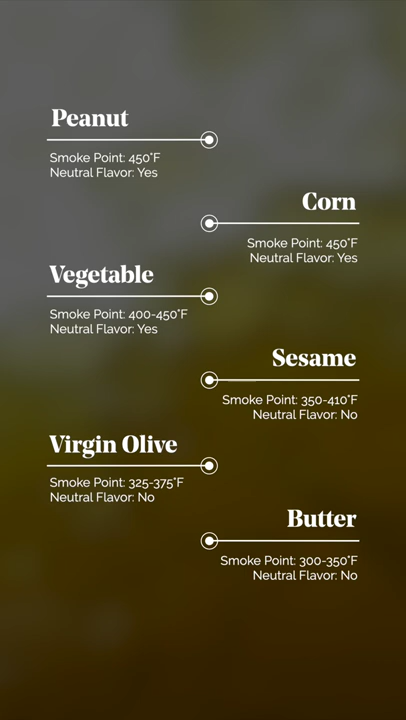 Peanut
Smoke Point: 450°F
Neutral Flavor: Yes
Corn
Smoke Point: 450°F
Neutral Flavor: Yes
Vegetable
Smoke Point: 400-450°F
Neutral Flavor: Yes
Sesame
Smoke Point: 350-410°F
Neutral Flavor: No
Virgin Olive
Smoke Point: 325-375°F
Neutral Flavor: No
Butter
Smoke Point: 300-350°F
Neutral Flavor: No